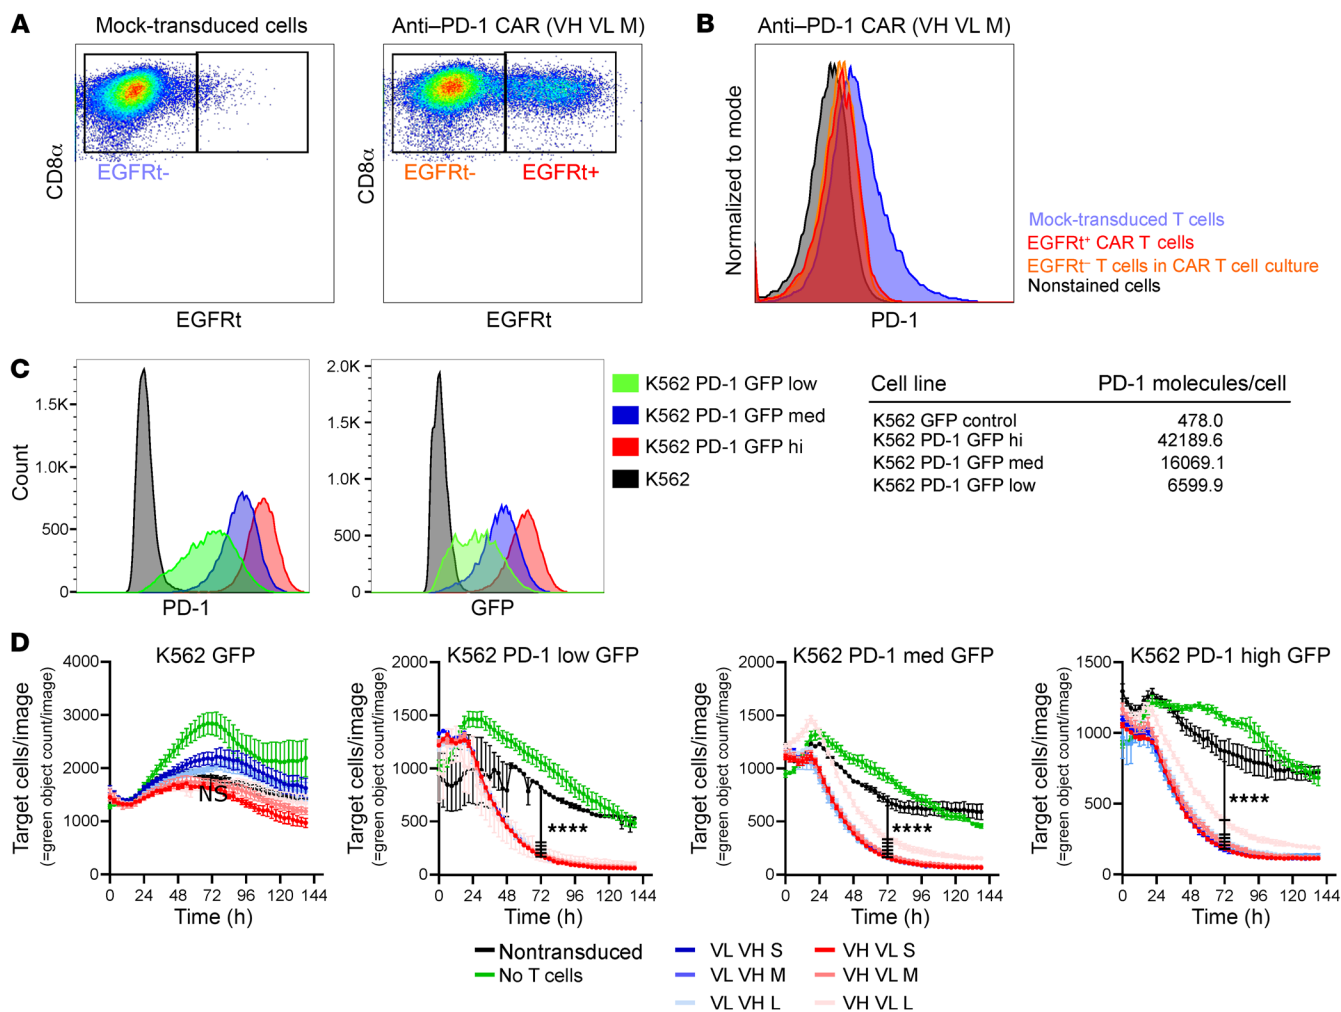 A
Mock-transduced cells
Anti–PD-1 CAR (VH VL M)
CD8α
EGFRt-
EGFRt
CD8α
EGFRt-
EGFRt+
EGFRt
B
Anti–PD-1 CAR (VH VL M)
Normalized to mode
PD-1
Mock-transduced T cells
EGFRt⁺ CAR T cells
EGFRt⁻ T cells in CAR T cell culture
Nonstained cells
C
Count
1.5K
1.0K
500
0
PD-1
2.0K
1.5K
1.0K
500
0
GFP
K562 PD-1 GFP low
K562 PD-1 GFP med
K562 PD-1 GFP hi
K562
Cell line PD-1 molecules/cell
K562 GFP control 478.0
K562 PD-1 GFP hi 42189.6
K562 PD-1 GFP med 16069.1
K562 PD-1 GFP low 6599.9
D
K562 GFP
Target cells/image
(=green object count/image)
4000
3000
2000
1000
0
NS
0 24 48 72 96 120 144
Time (h)
K562 PD-1 low GFP
Target cells/image
(=green object count/image)
2000
1500
1000
500
0
****
0 24 48 72 96 120 144
Time (h)
K562 PD-1 med GFP
Target cells/image
(=green object count/image)
2000
1500
1000
500
0
****
0 24 48 72 96 120 144
Time (h)
K562 PD-1 high GFP
Target cells/image
(=green object count/image)
1500
1000
500
0
****
0 24 48 72 96 120 144
Time (h)
Nontransduced
No T cells
VL VH S
VL VH M
VL VH L
VH VL S
VH VL M
VH VL L